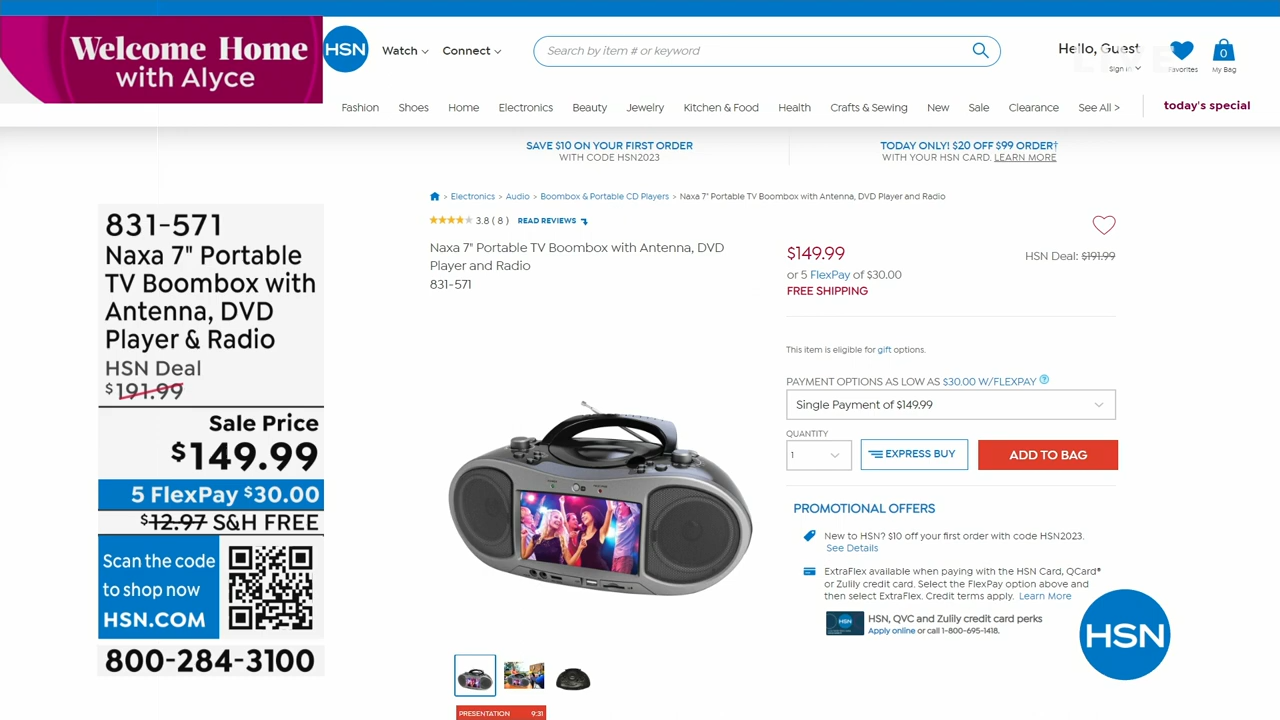 Welcome Home
with Alyce
HSN
Watch
Connect
Search by item # or keyword
Hello, Guest
Sign In
Favorites
0
My Bag
LIVE
Fashion
Shoes
Home
Electronics
Beauty
Jewelry
Kitchen & Food
Health
Crafts & Sewing
New
Sale
Clearance
See All >
today's special
SAVE $10 ON YOUR FIRST ORDER
WITH CODE HSN2023
TODAY ONLY! $20 OFF $99 ORDER†
WITH YOUR HSN CARD. LEARN MORE
831-571
Naxa 7" Portable
TV Boombox with
Antenna, DVD
Player & Radio
HSN Deal
$191.99
Sale Price
$149.99
5 FlexPay $30.00
$12.97 S&H FREE
Scan the code
to shop now
HSN.COM
800-284-3100
> Electronics > Audio > Boombox & Portable CD Players > Naxa 7" Portable TV Boombox with Antenna, DVD Player and Radio
3.8 ( 8 ) READ REVIEWS
Naxa 7" Portable TV Boombox with Antenna, DVD
Player and Radio
831-571
$149.99
HSN Deal: $191.99
or 5 FlexPay of $30.00
FREE SHIPPING
This item is eligible for gift options.
PAYMENT OPTIONS AS LOW AS $30.00 W/FLEXPAY ?
Single Payment of $149.99
QUANTITY
1
EXPRESS BUY
ADD TO BAG
PROMOTIONAL OFFERS
New to HSN? $10 off your first order with code HSN2023.
See Details
ExtraFlex available when paying with the HSN Card, QCard®
or Zulily credit card. Select the FlexPay option above and
then select ExtraFlex. Credit terms apply. Learn More
HSN
HSN, QVC and Zulily credit card perks
Apply online or call 1-800-695-1418.
HSN
PRESENTATION 9:31